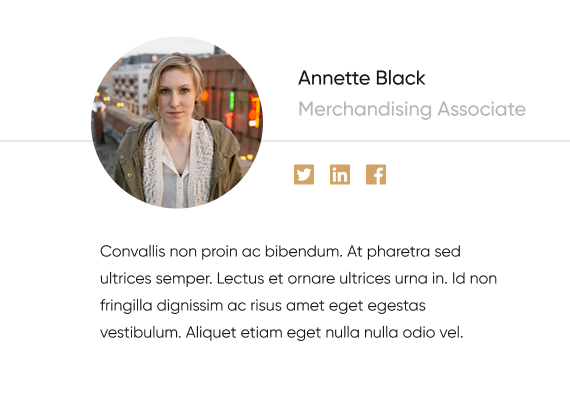 Annette Black
Merchandising Associate
Convallis non proin ac bibendum. At pharetra sed
ultrices semper. Lectus et ornare ultrices urna in. Id non
fringilla dignissim ac risus amet eget egestas
vestibulum. Aliquet etiam eget nulla nulla odio vel.